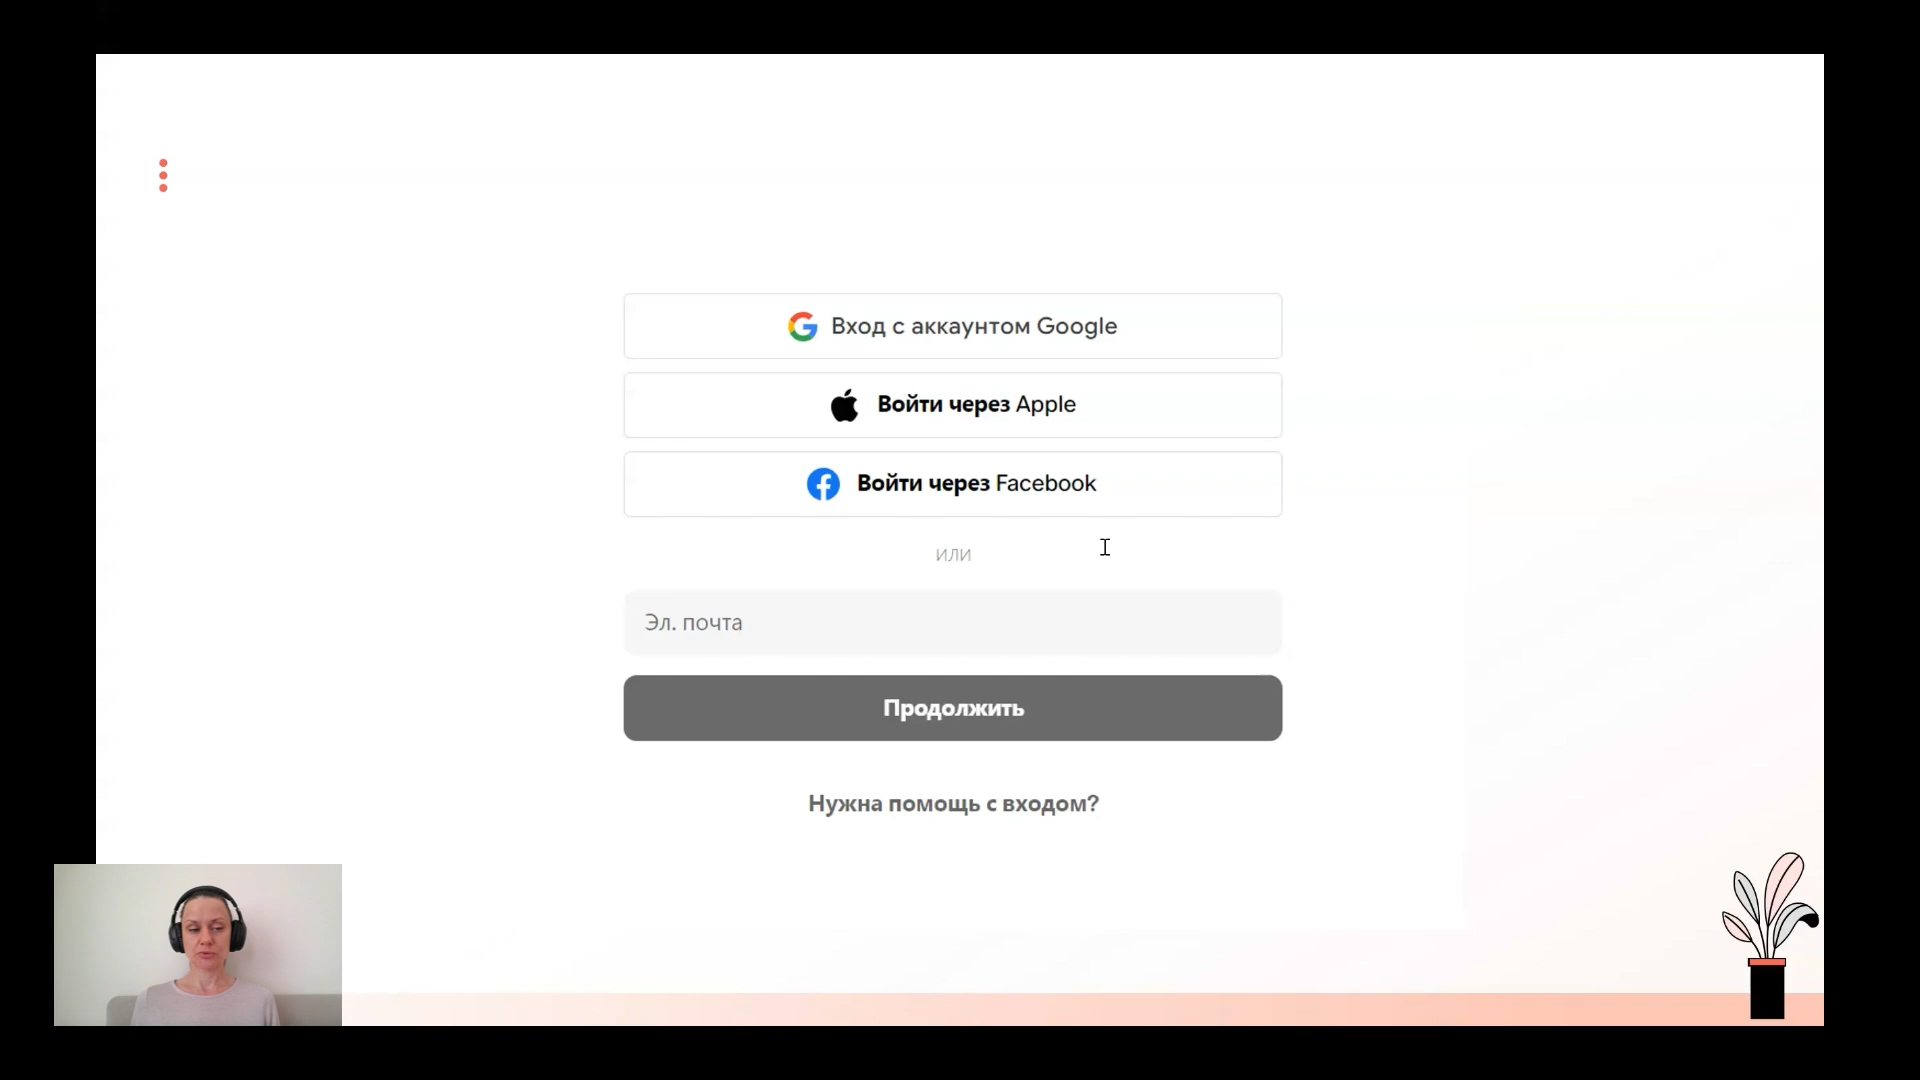 Вход с аккаунтом Google
Войти через Apple
Войти через Facebook
ИЛИ
Эл. почта
Продолжить
Нужна помощь с входом?